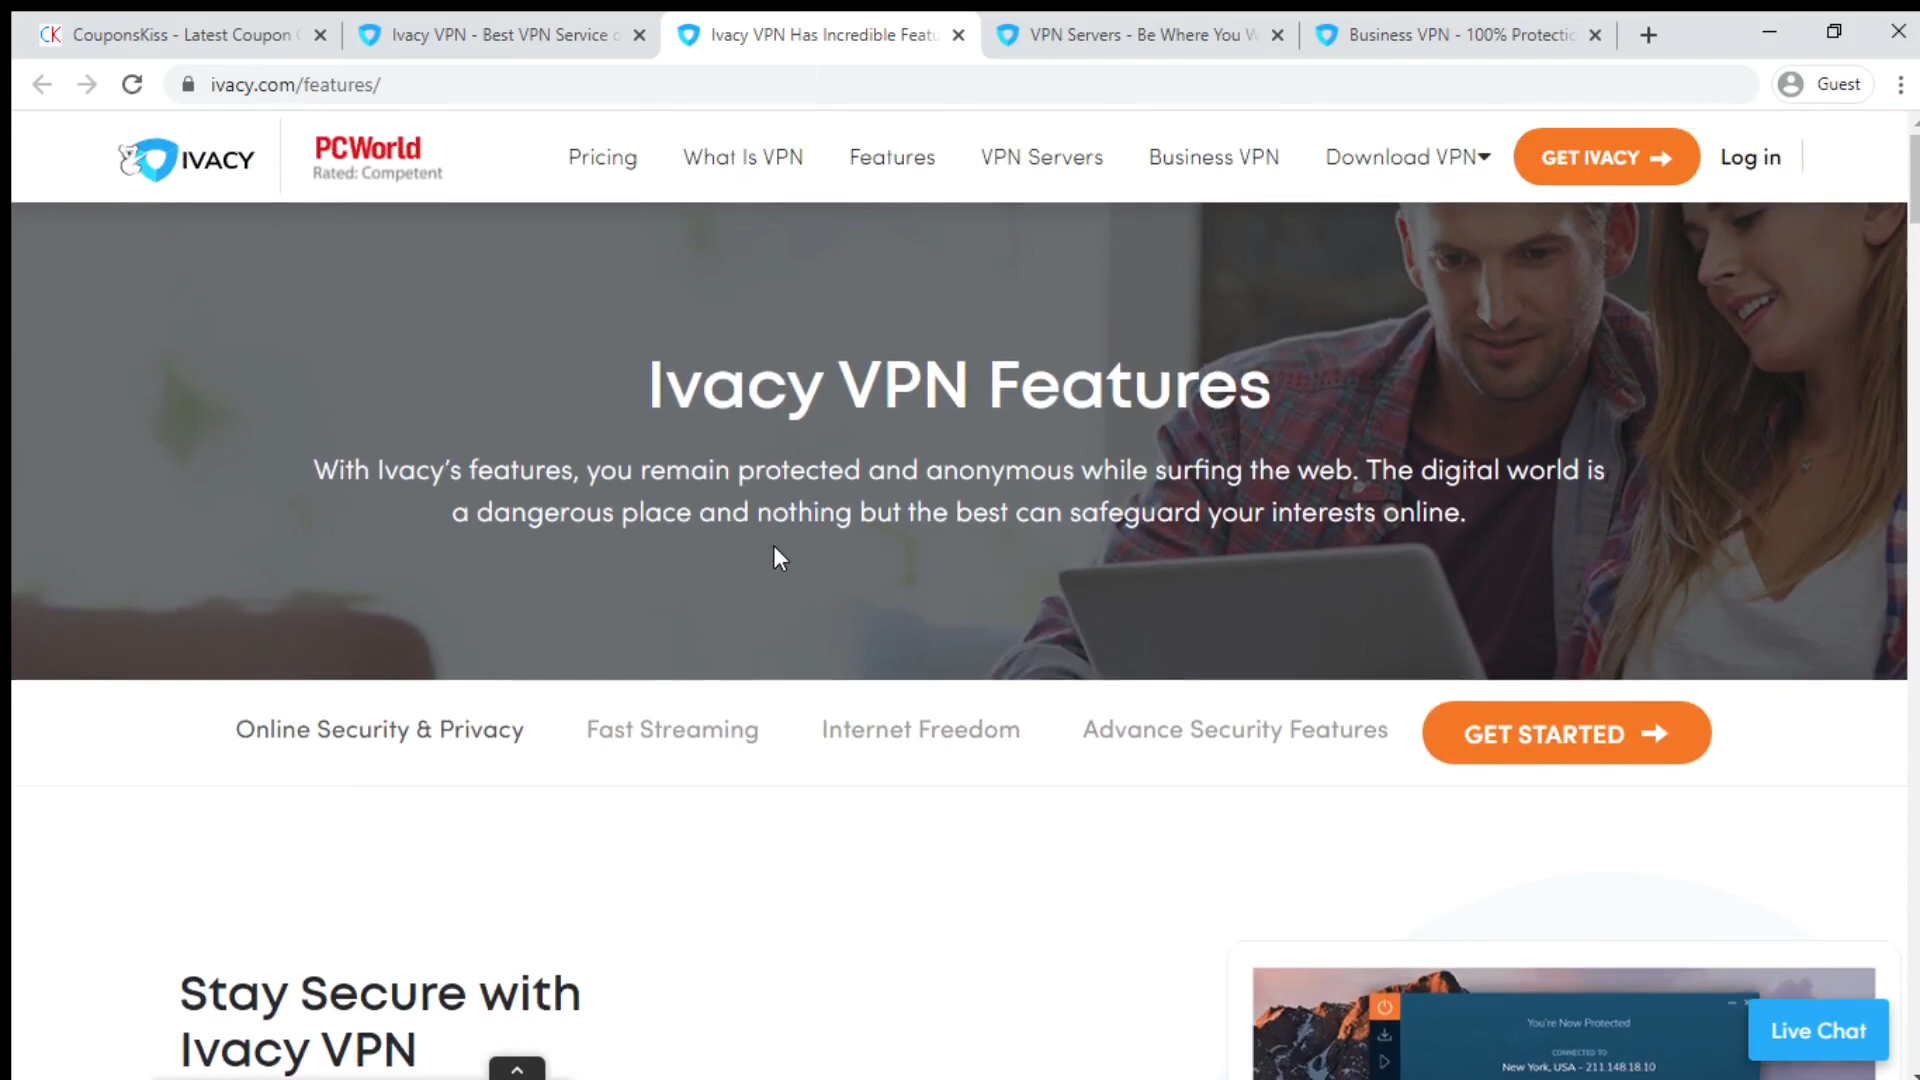 CK CouponsKiss - Latest Coupon
Ivacy VPN - Best VPN Service
Ivacy VPN Has Incredible Featu
VPN Servers - Be Where You W
Business VPN - 100% Protectic
ivacy.com/features/
Guest
IVACY
PCWorld
Rated: Competent
Pricing
What Is VPN
Features
VPN Servers
Business VPN
Download VPN
GET IVACY
Log in
Ivacy VPN Features
With Ivacy's features, you remain protected and anonymous while surfing the web. The digital world is
a dangerous place and nothing but the best can safeguard your interests online.
Online Security & Privacy
Fast Streaming
Internet Freedom
Advance Security Features
GET STARTED
Stay Secure with
Ivacy VPN
You're Now Protected
CONNECTED TO
New York, USA - 211.148.18.10
Live Chat